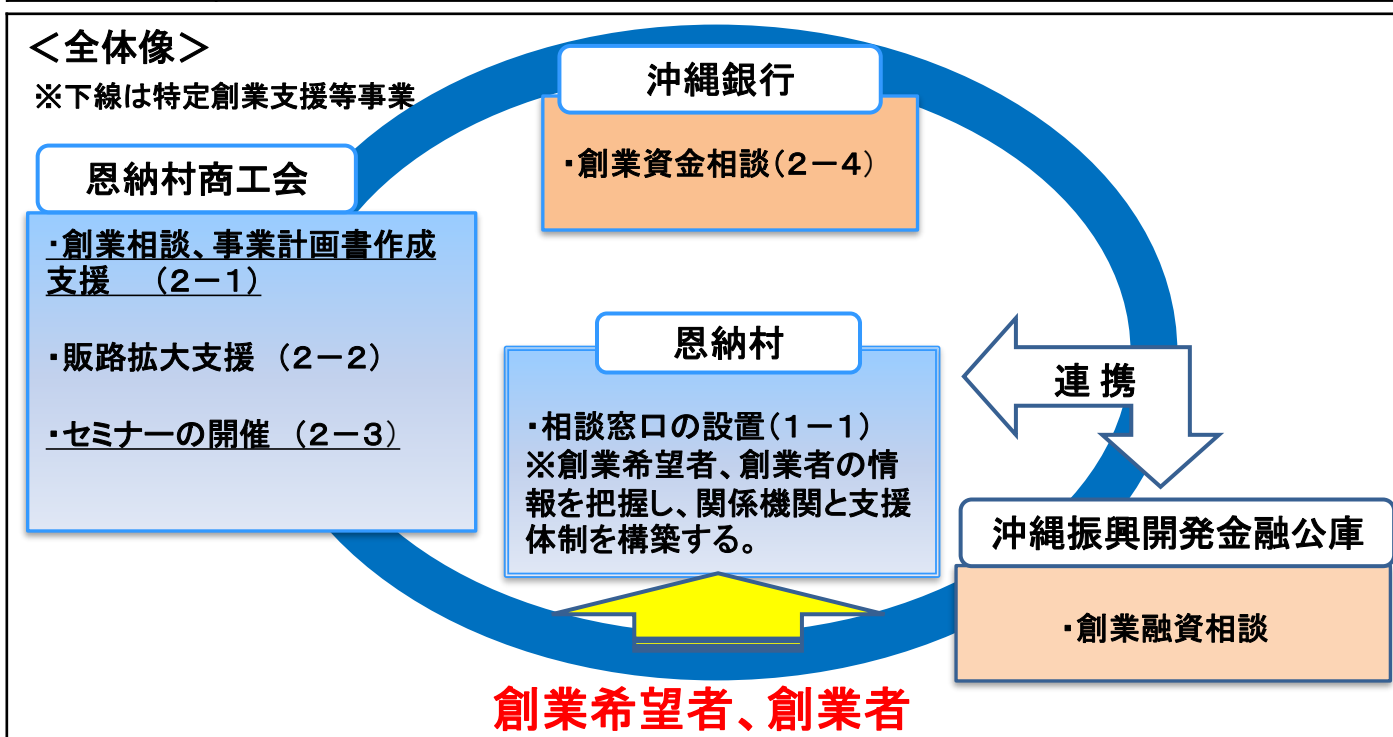 ＜全体像＞
※下線は特定創業支援等事業
沖縄銀行
・創業資金相談(２－４)
恩納村商工会
・創業相談、事業計画書作成
支援　（２－１）
・販路拡大支援 （２－２）
・セミナーの開催 （２－３）
恩納村
・相談窓口の設置(１－１)
※創業希望者、創業者の情
報を把握し、関係機関と支援
体制を構築する。
連 携
沖縄振興開発金融公庫
・創業融資相談
創業希望者、創業者